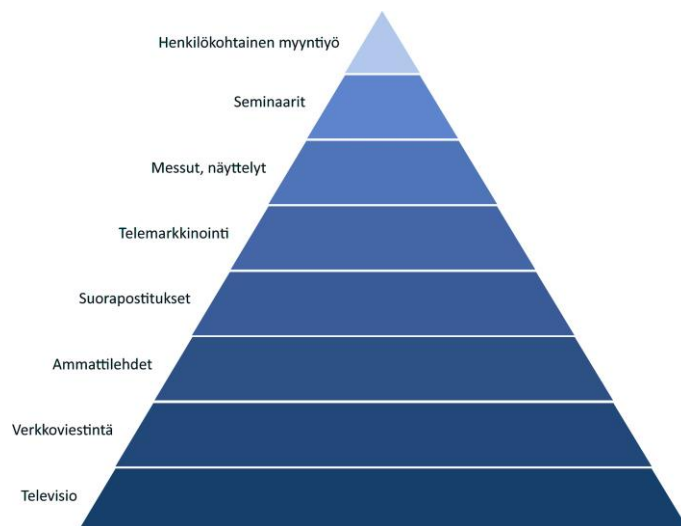 Henkilökohtainen myyntiyö
Seminaarit
Messut, näyttelyt
Telemarkkinointi
Suorapostitukset
Ammattilehdet
Verkkoviestintä
Televisio